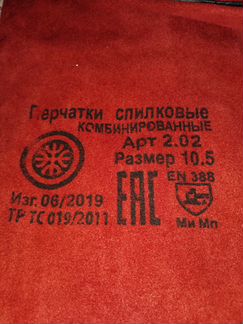 Перчатки спилковые
КОМБИНИРОВАННЫЕ
Арт 2.02
Размер 10.5
EN 388
Изг. 06/2019
ТР ТС 019/2011
EAC
Ми Мп